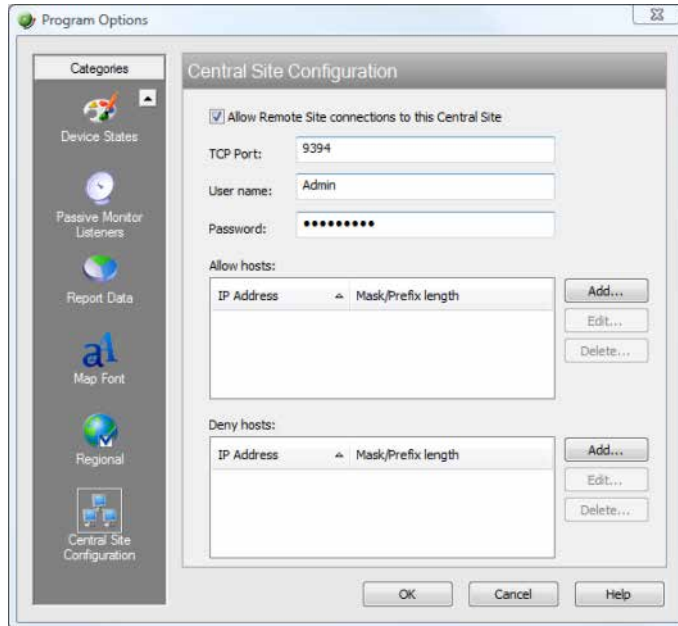 Program Options
Categories
Device States
Passive Monitor
Listeners
Report Data
a1
Map Font
Regional
Central Site
Configuration
Central Site Configuration
Allow Remote Site connections to this Central Site
TCP Port:
9394
User name:
Admin
Password:
•••••••••
Allow hosts:
IP Address
Mask/Prefix length
Add...
Edit...
Delete...
Deny hosts:
IP Address
Mask/Prefix length
Add...
Edit...
Delete...
OK
Cancel
Help